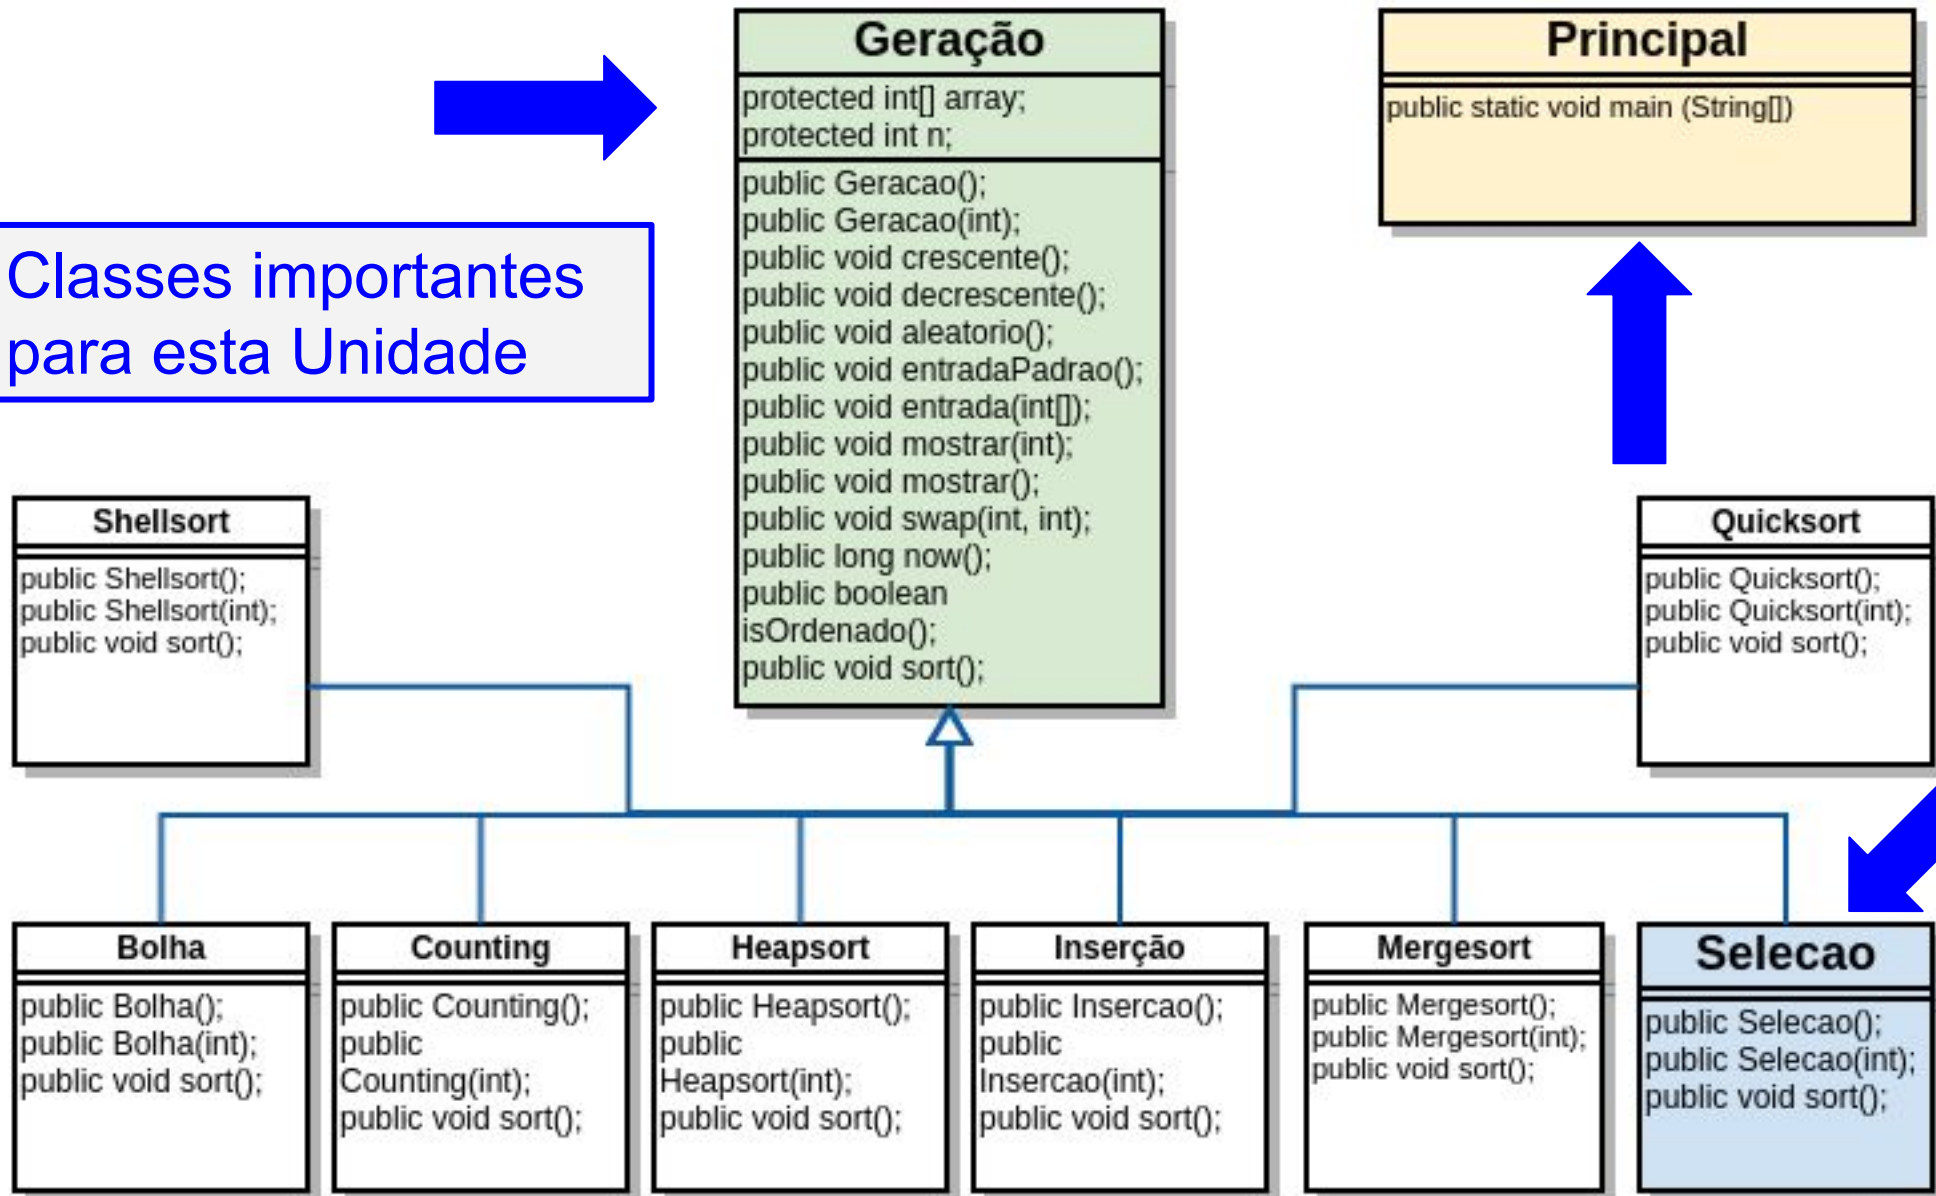 Geração
protected int[] array;
protected int n;
public Geracao();
public Geracao(int);
public void crescente();
public void decrescente();
public void aleatorio();
public void entradaPadrao();
public void entrada(int[]);
public void mostrar(int);
public void mostrar();
public void swap(int, int);
public long now();
public boolean
isOrdenado();
public void sort();
Principal
public static void main (String[])
Classes importantes
para esta Unidade
Shellsort
public Shellsort();
public Shellsort(int);
public void sort();
Quicksort
public Quicksort();
public Quicksort(int);
public void sort();
Bolha
public Bolha();
public Bolha(int);
public void sort();
Counting
public Counting();
public
Counting(int);
public void sort();
Heapsort
public Heapsort();
public
Heapsort(int);
public void sort();
Inserção
public Insercao();
public
Insercao(int);
public void sort();
Mergesort
public Mergesort();
public Mergesort(int);
public void sort();
Selecao
public Selecao();
public Selecao(int);
public void sort();